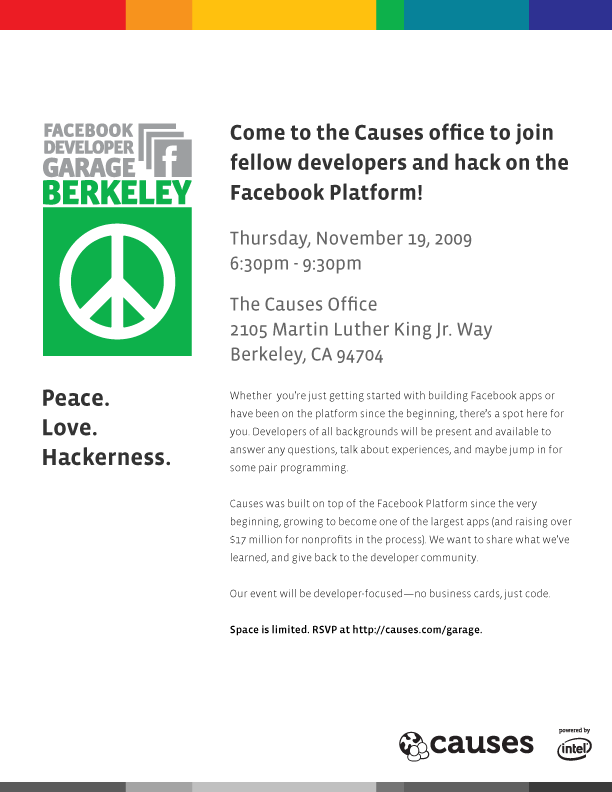 FACEBOOK
DEVELOPER
GARAGE
f
BERKELEY
Peace.
Love.
Hackerness.
Come to the Causes office to join
fellow developers and hack on the
Facebook Platform!
Thursday, November 19, 2009
6:30pm - 9:30pm
The Causes Office
2105 Martin Luther King Jr. Way
Berkeley, CA 94704
Whether you're just getting started with building Facebook apps or
have been on the platform since the beginning, there's a spot here for
you. Developers of all backgrounds will be present and available to
answer any questions, talk about experiences, and maybe jump in for
some pair programming.
Causes was built on top of the Facebook Platform since the very
beginning, growing to become one of the largest apps (and raising over
$17 million for nonprofits in the process). We want to share what we've
learned, and give back to the developer community.
Our event will be developer-focused—no business cards, just code.
Space is limited. RSVP at http://causes.com/garage.
causes
powered by
intel